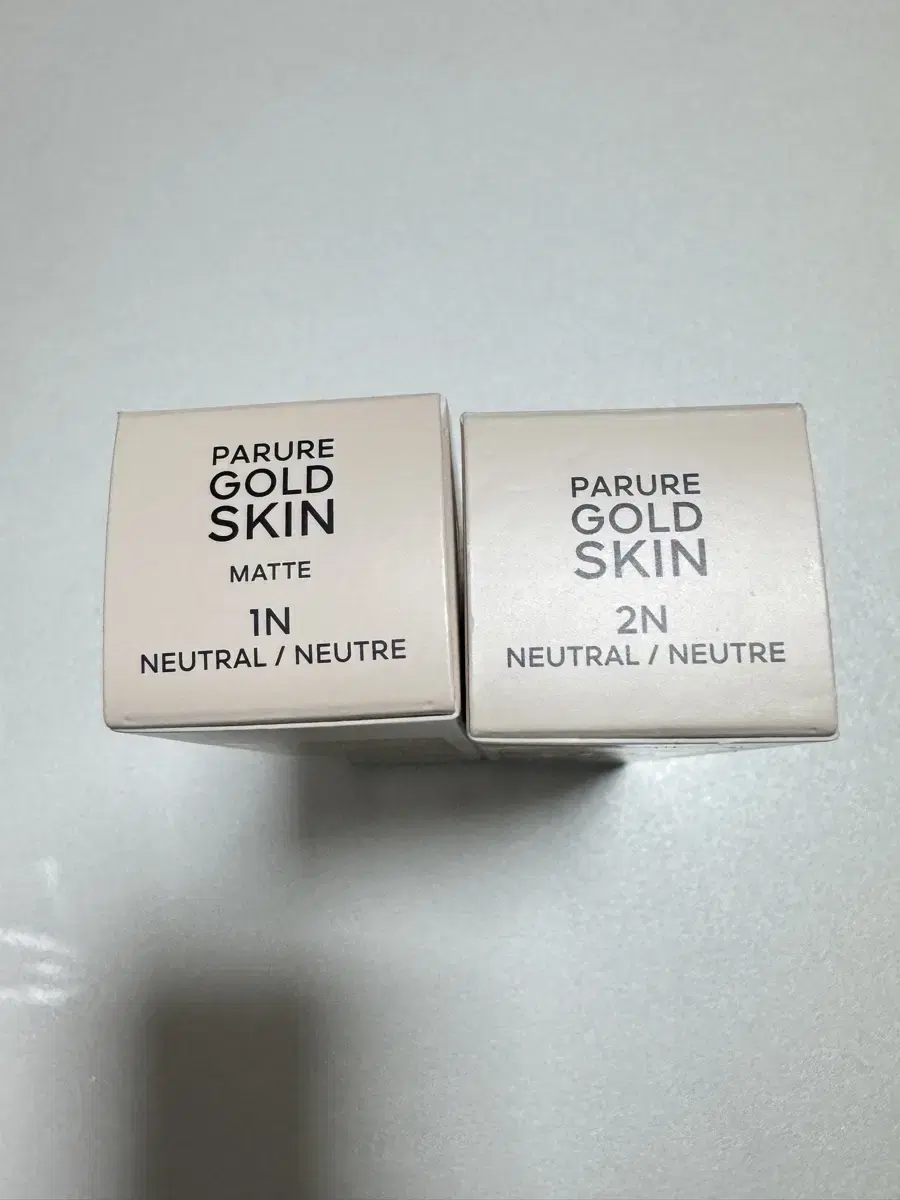 PARURE
GOLD
SKIN
MATTE
1N
NEUTRAL / NEUTRE
PARURE
GOLD
SKIN
2N
NEUTRAL / NEUTRE